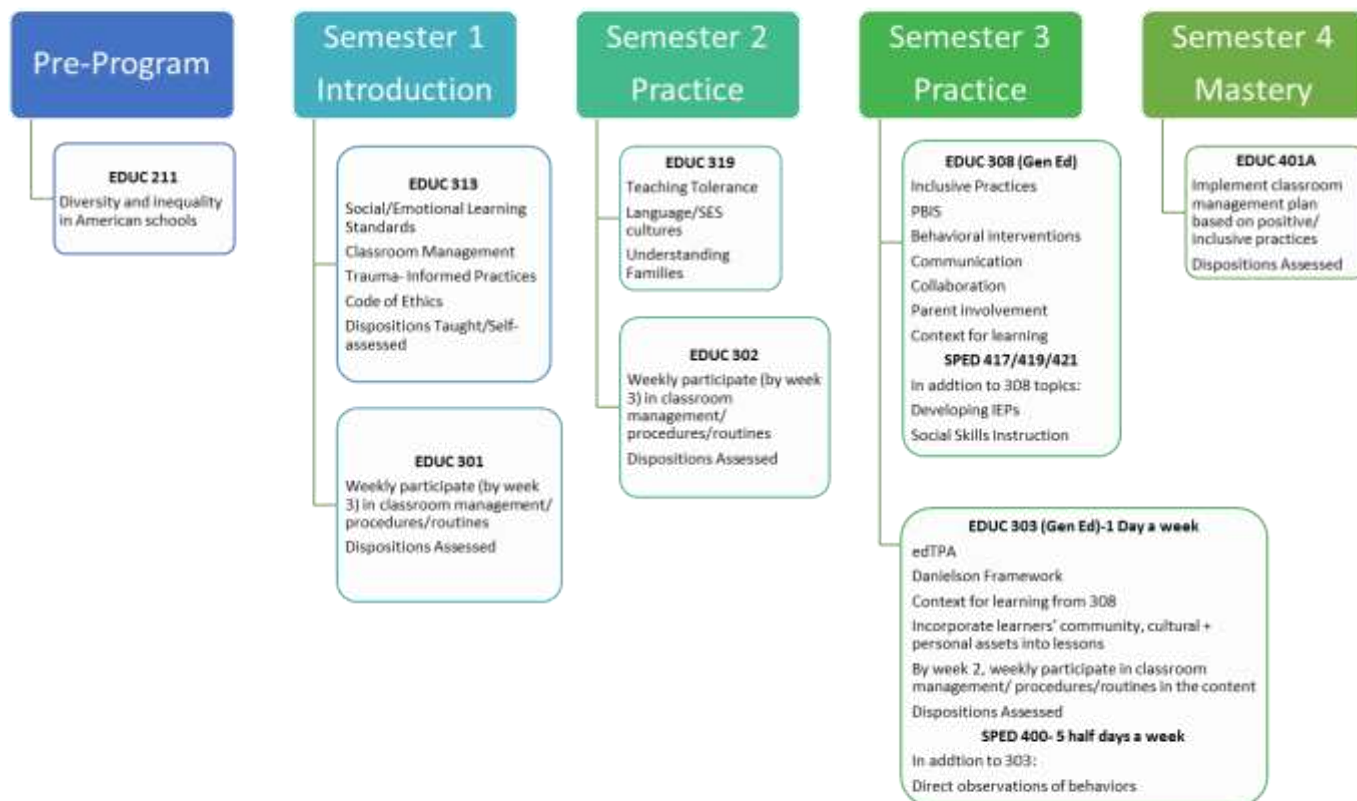 Pre-Program
EDUC 211
Diversity and inequality
in American schools
Semester 1
Introduction
EDUC 313
Social/Emotional Learning
Standards
Classroom Management
Trauma- Informed Practices
Code of Ethics
Dispositions Taught/Self-
assessed
EDUC 301
Weekly participate (by week
3) in classroom management/
procedures/routines
Dispositions Assessed
Semester 2
Practice
EDUC 319
Teaching Tolerance
Language/SES
cultures
Understanding
Families
EDUC 302
Weekly participate (by week
3) in classroom
management/
procedures/routines
Dispositions Assessed
Semester 3
Practice
EDUC 308 (Gen Ed)
Inclusive Practices
PBIS
Behavioral interventions
Communication
Collaboration
Parent involvement
Context for learning
SPED 417/419/421
In addtion to 308 topics:
Developing IEPs
Social Skills Instruction
EDUC 303 (Gen Ed)-1 Day a week
edTPA
Danielson Framework
Context for learning from 308
Incorporate learners' community, cultural +
personal assets into lessons
By week 2, weekly participate in classroom
management/ procedures/routines in the content
Dispositions Assessed
SPED 400- 5 half days a week
In addtion to 303:
Direct observations of behaviors
Semester 4
Mastery
EDUC 401A
Implement classroom
management plan
based on positive/
inclusive practices
Dispositions Assessed